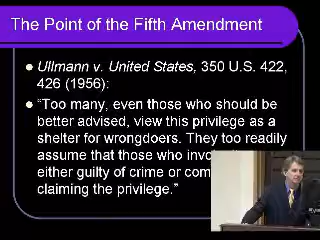 The Point of the Fifth Amendment
Ullmann v. United States, 350 U.S. 422,
426 (1956):
“Too many, even those who should be
better advised, view this privilege as a
shelter for wrongdoers. They too readily
assume that those who
either guilty of crime or
claiming the privilege.”